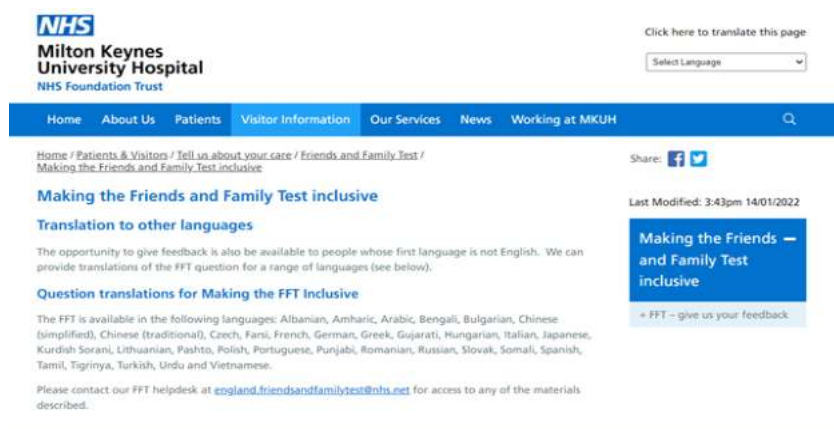 NHS
Milton Keynes
University Hospital
NHS Foundation Trust
Click here to translate this page
Select Language
Home About Us Patients Visitor Information Our Services News Working at MKUH
Home / Patients & Visitors / Tell us about your care / Friends and Family Test /
Making the Friends and Family Test inclusive
Share:
Making the Friends and Family Test inclusive
Last Modified: 3:43pm 14/01/2022
Translation to other languages
The opportunity to give feedback is also be available to people whose first language is not English. We can
provide translations of the FFT question for a range of languages (see below).
Question translations for Making the FFT Inclusive
The FFT is available in the following languages: Albanian, Amharic, Arabic, Bengali, Bulgarian, Chinese
(simplified), Chinese (traditional), Czech, Farsi, French, German, Greek, Gujarati, Hungarian, Italian, Japanese,
Kurdish Sorani, Lithuanian, Pashto, Polish, Portuguese, Punjabi, Romanian, Russian, Slovak, Somali, Spanish,
Tamil, Tigrinya, Turkish, Urdu and Vietnamese.
Please contact our FFT helpdesk at england.friendsandfamilytest@nhs.net for access to any of the materials
described.
Making the Friends
and Family Test
inclusive
+ FFT – give us your feedback